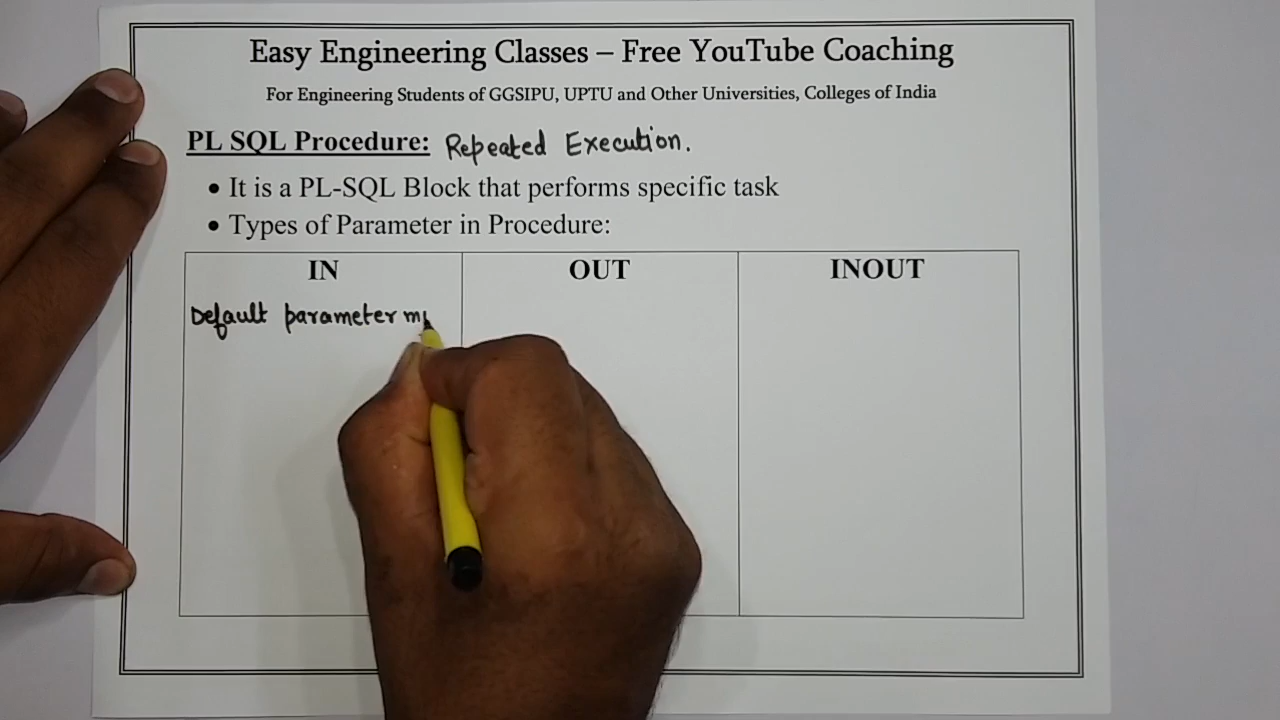 Easy Engineering Classes – Free YouTube Coaching
For Engineering Students of GGSIPU, UPTU and Other Universities, Colleges of India
PL SQL Procedure: Repeated Execution.
• It is a PL-SQL Block that performs specific task
• Types of Parameter in Procedure:
IN OUT INOUT
Default parameter